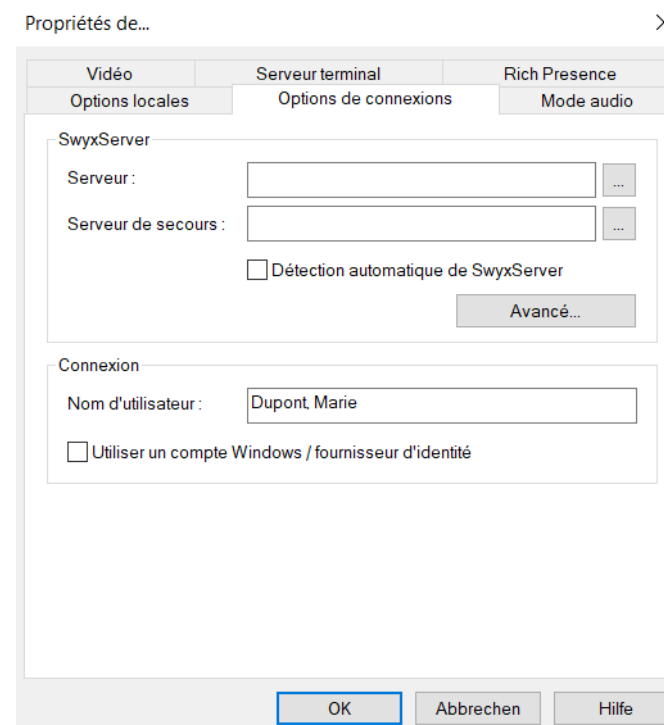 Propriétés de...
Vidéo Serveur terminal Rich Presence
Options locales Options de connexions Mode audio
SwyxServer
Serveur : ...
Serveur de secours : ...
Détection automatique de SwyxServer
Avancé...
Connexion
Nom d'utilisateur : Dupont, Marie
Utiliser un compte Windows / fournisseur d'identité
OK Abbrechen Hilfe